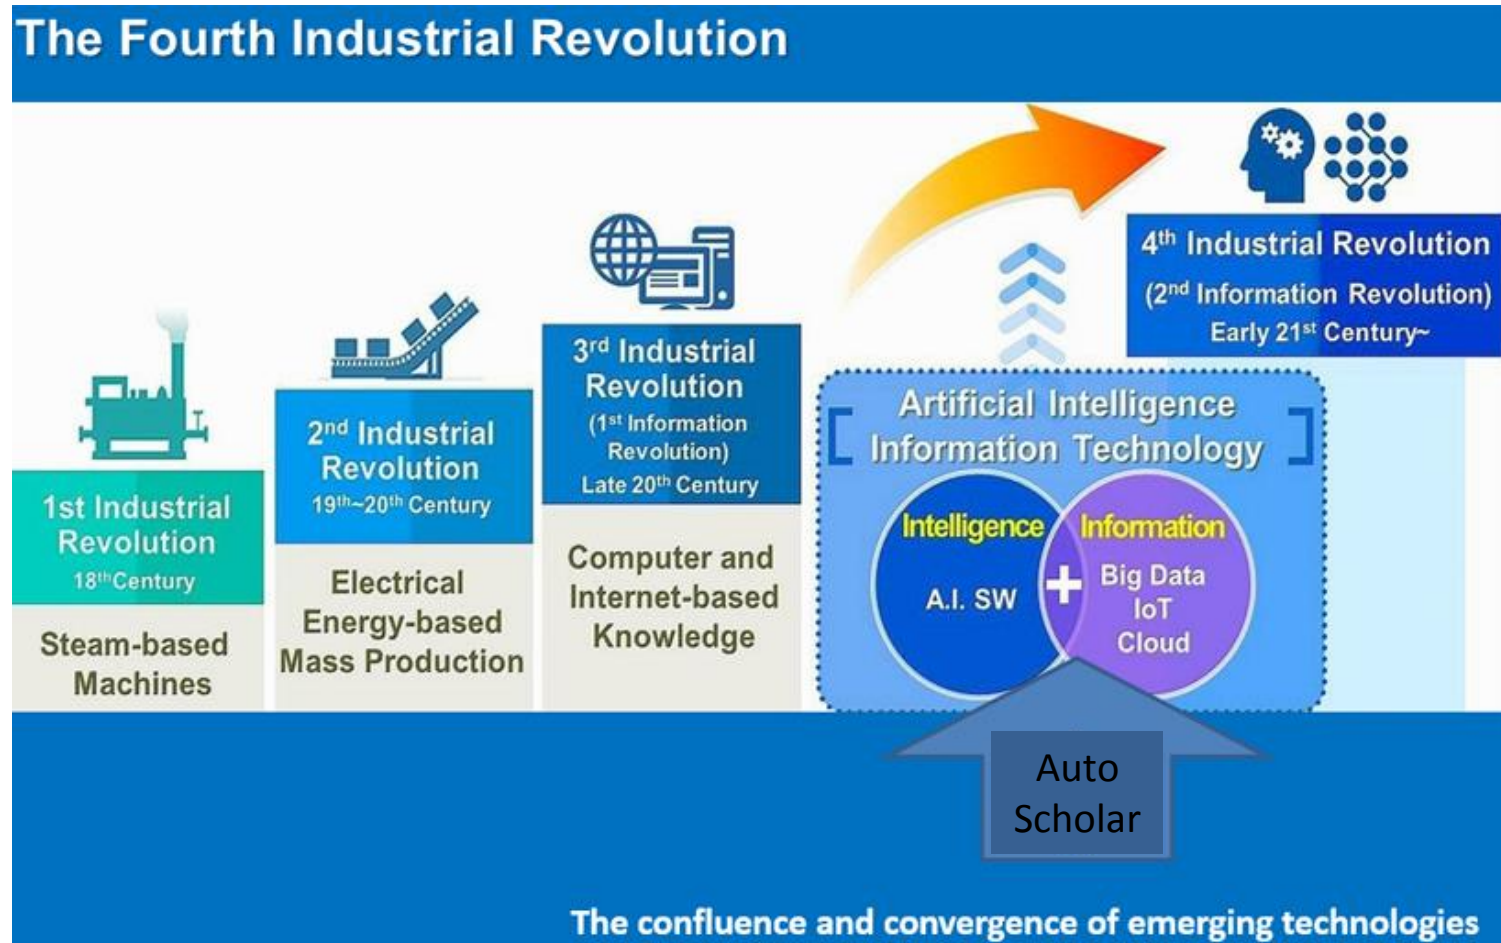 The Fourth Industrial Revolution
1st Industrial
Revolution
18th Century
Steam-based
Machines
2nd Industrial
Revolution
19th~20th Century
Electrical
Energy-based
Mass Production
3rd Industrial
Revolution
(1st Information
Revolution)
Late 20th Century
Computer and
Internet-based
Knowledge
4th Industrial Revolution
(2nd Information Revolution)
Early 21st Century~
Artificial Intelligence
Information Technology
Intelligence
A.I. SW
+
Information
Big Data
IoT
Cloud
Auto
Scholar
The confluence and convergence of emerging technologies